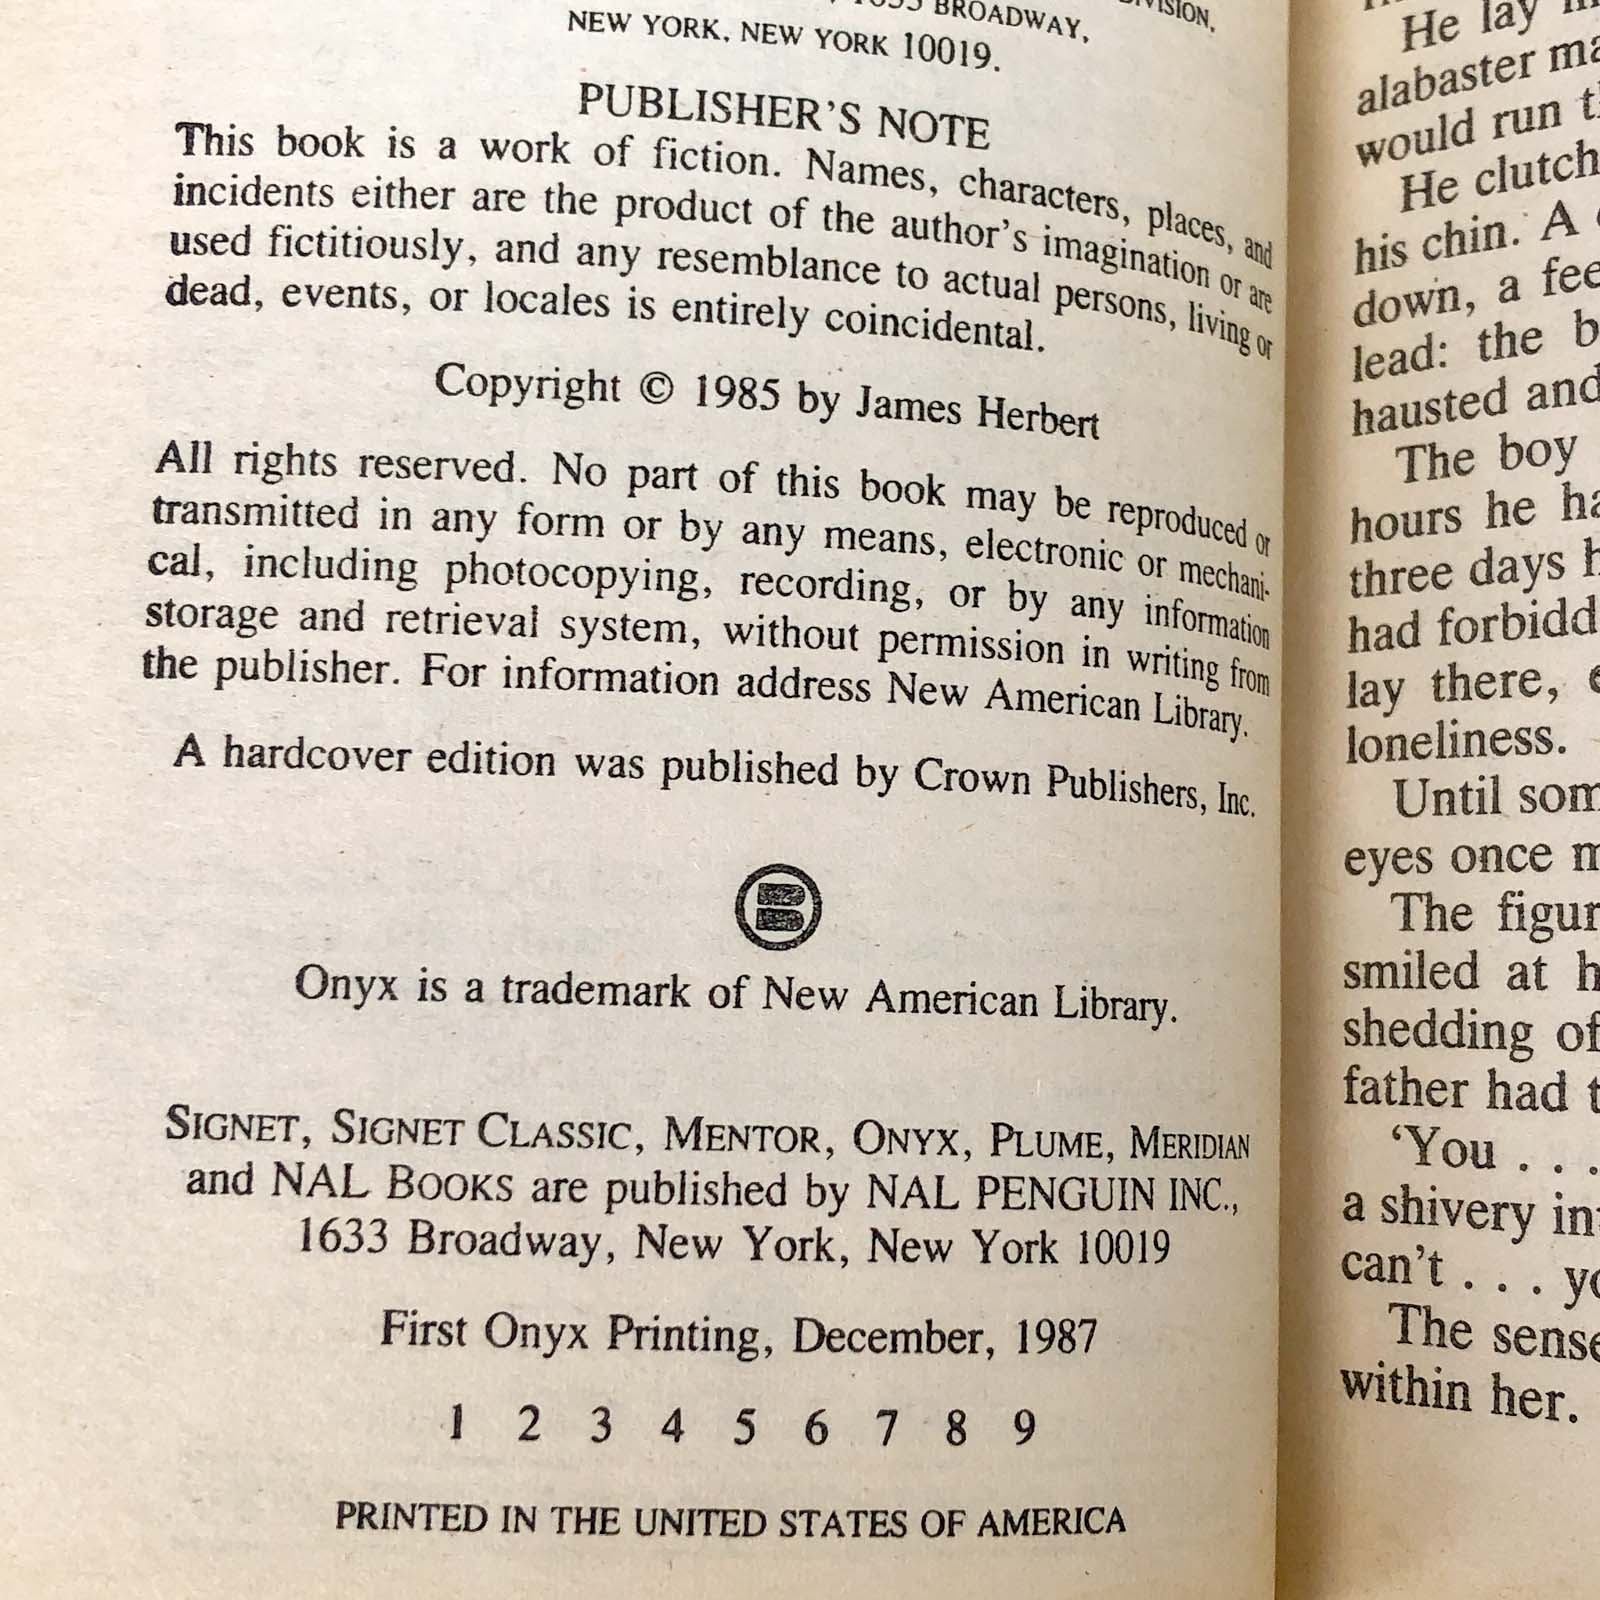 DIVISION,
1633 BROADWAY,
NEW YORK, NEW YORK 10019.
PUBLISHER'S NOTE
This book is a work of fiction. Names, characters, places, and
incidents either are the product of the author's imagination or are
used fictitiously, and any resemblance to actual persons, living or
dead, events, or locales is entirely coincidental.
Copyright © 1985 by James Herbert
All rights reserved. No part of this book may be reproduced or
transmitted in any form or by any means, electronic or mechani-
cal, including photocopying, recording, or by any information
storage and retrieval system, without permission in writing from
the publisher. For information address New American Library.
A hardcover edition was published by Crown Publishers, Inc.
Onyx is a trademark of New American Library.
SIGNET, SIGNET CLASSIC, MENTOR, ONYX, PLUME, MERIDIAN
and NAL BOOKS are published by NAL PENGUIN INC.,
1633 Broadway, New York, New York 10019
First Onyx Printing, December, 1987
1 2 3 4 5 6 7 8 9
PRINTED IN THE UNITED STATES OF AMERICA
He lay
alabaster
would run
He clutch
his chin. A
down, a
lead: the
hausted and
The boy
hours he
three days
had forbidd
lay there,
loneliness.
Until
eyes once
The
smiled at
shedding of
father had
'You . . .
a shivery
can't . . .
The
within her.